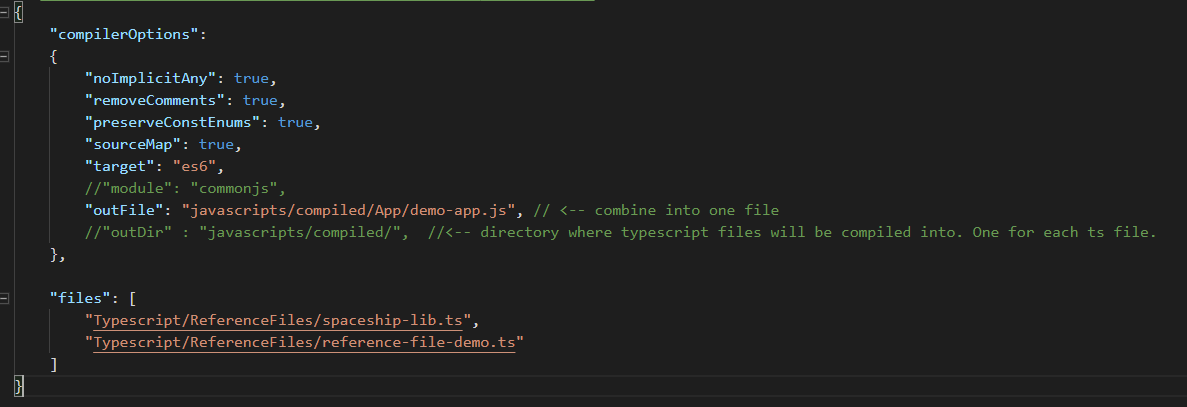 {
"compilerOptions":
{
"noImplicitAny": true,
"removeComments": true,
"preserveConstEnums": true,
"sourceMap": true,
"target": "es6",
//"module": "commonjs",
"outFile": "javascripts/compiled/App/demo-app.js", // <-- combine into one file
//"outDir" : "javascripts/compiled/",  //<-- directory where typescript files will be compiled into. One for each ts file.
},
"files": [
"Typescript/ReferenceFiles/spaceship-lib.ts",
"Typescript/ReferenceFiles/reference-file-demo.ts"
]
}